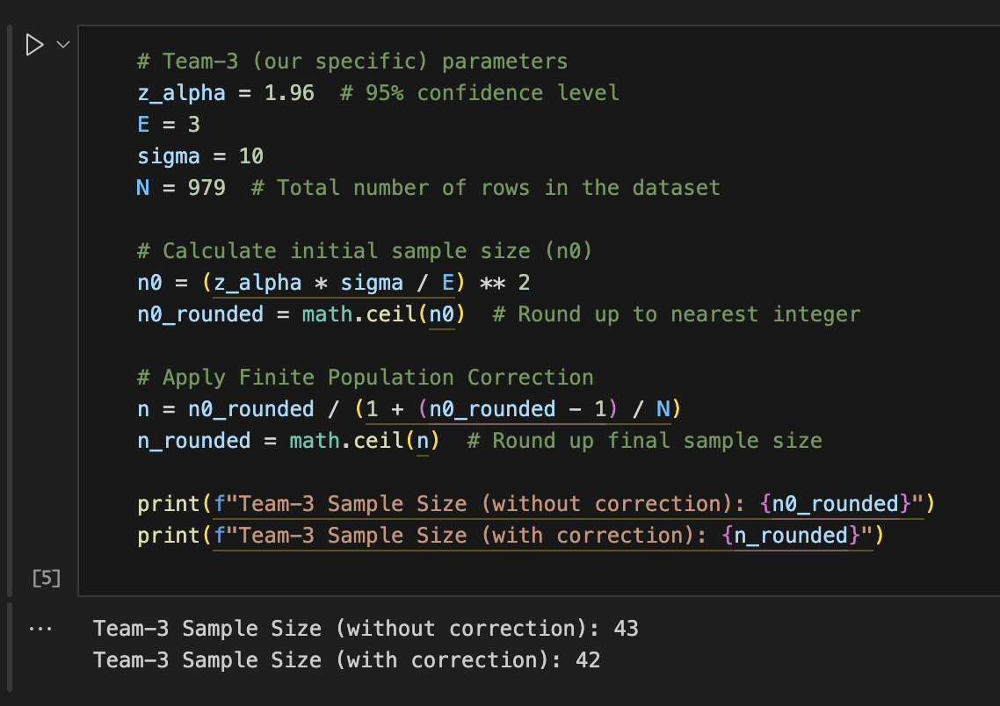 # Team-3 (our specific) parameters
z_alpha = 1.96  # 95% confidence level
E = 3
sigma = 10
N = 979  # Total number of rows in the dataset

# Calculate initial sample size (n0)
n0 = (z_alpha * sigma / E) ** 2
n0_rounded = math.ceil(n0)  # Round up to nearest integer

# Apply Finite Population Correction
n = n0_rounded / (1 + (n0_rounded - 1) / N)
n_rounded = math.ceil(n)  # Round up final sample size

print(f"Team-3 Sample Size (without correction): {n0_rounded}")
print(f"Team-3 Sample Size (with correction): {n_rounded}")
[5]
...
Team-3 Sample Size (without correction): 43
Team-3 Sample Size (with correction): 42